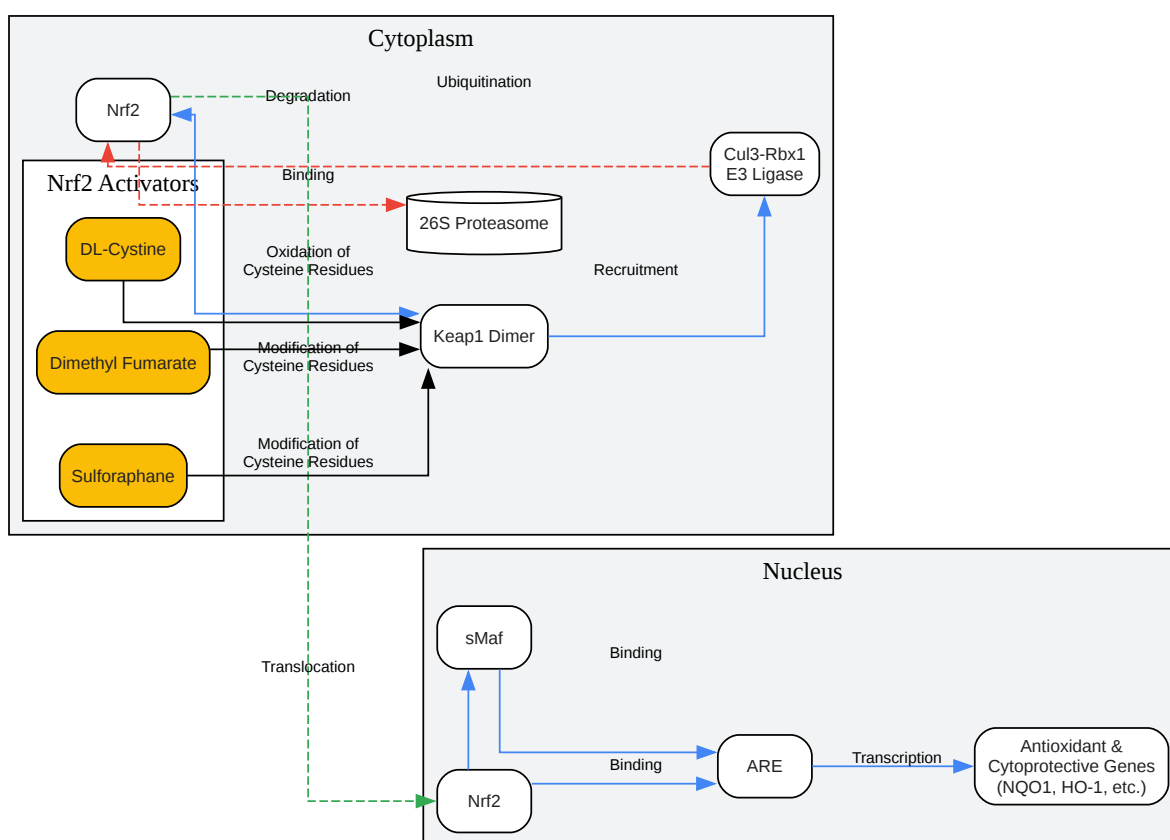 Cytoplasm
Ubiquitination
Degradation
Nrf2
Cul3-Rbx1
E3 Ligase
Binding
Nrf2 Activators
26S Proteasome
DL-Cystine
Oxidation of
Cysteine Residues
Recruitment
Keap1 Dimer
Dimethyl Fumarate
Modification of
Cysteine Residues
Modification of
Cysteine Residues
Sulforaphane
Nucleus
sMaf
Binding
Translocation
Antioxidant &
Cytoprotective Genes
(NQO1, HO-1, etc.)
Transcription
ARE
Binding
Nrf2